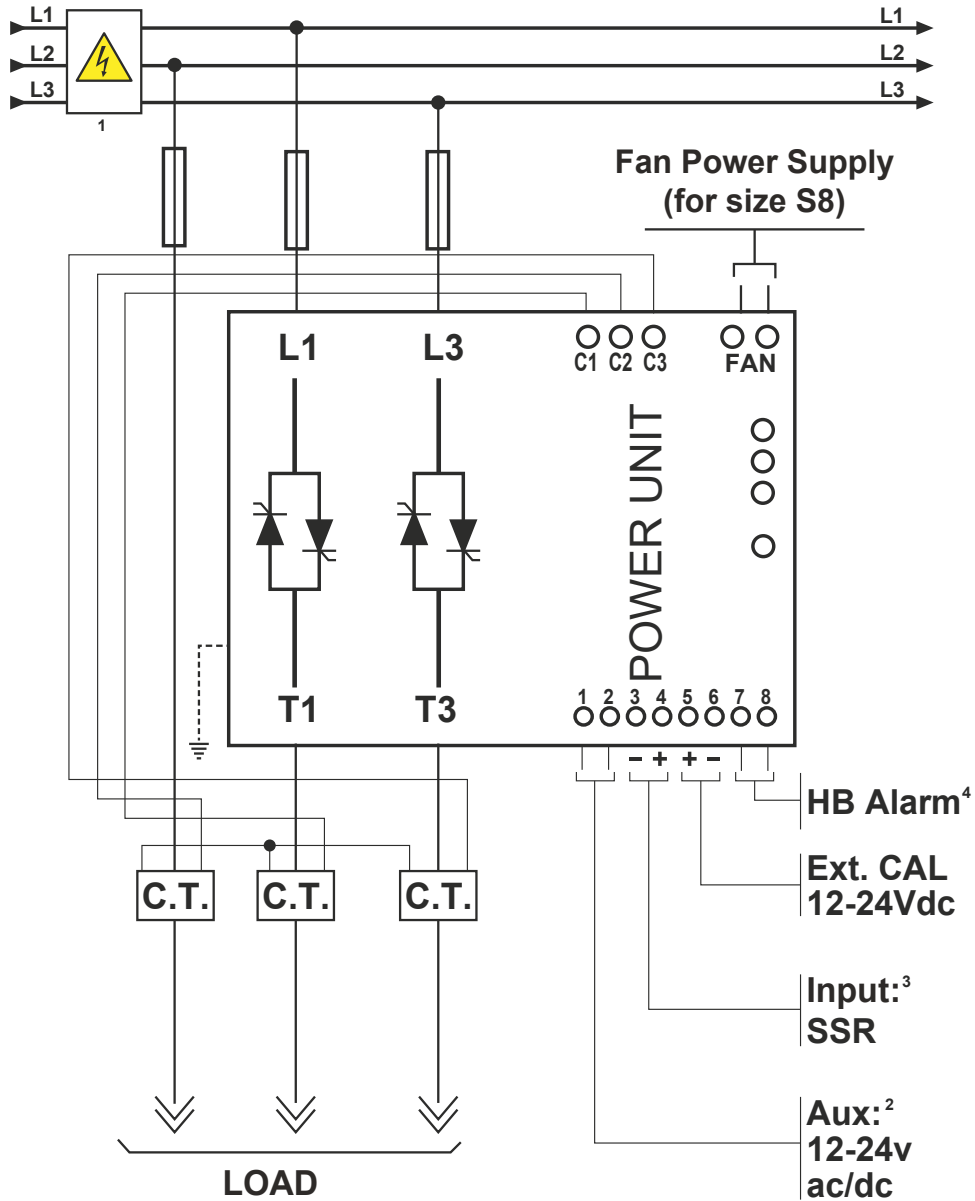 L1 L1
L2 L2
L3 L3
1
Fan Power Supply
(for size S8)
L1 L3
C1 C2 C3 FAN
POWER UNIT
T1 T3
1 2 3 4 5 6 7 8
- + + -
HB Alarm⁴
Ext. CAL
12-24Vdc
C.T. C.T. C.T.
Input:³
SSR
Aux:²
12-24v
ac/dc
LOAD